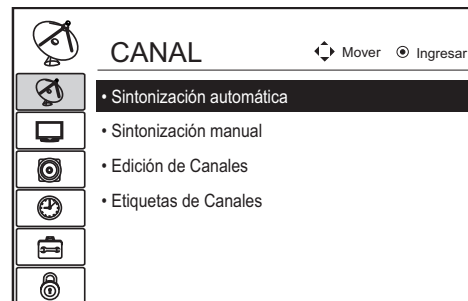 CANAL Mover Ingresar
• Sintonización automática
• Sintonización manual
• Edición de Canales
• Etiquetas de Canales